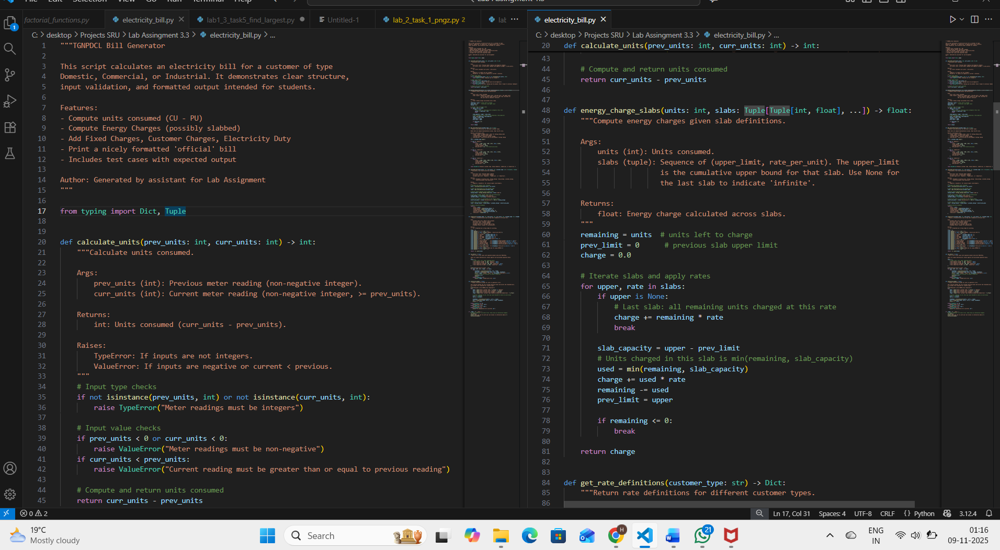 File Edit Selection View Go Run Terminal Help
Lab Assingment -n3
factorial_functions.py
electricity_bill.py
lab1_3_task5_find_largest.py
Untitled-1
lab_2_task_1_pngz.py 2
lab
electricity_bill.py
C: > desktop > Projects SRU > Lab Assingment 3.3 > electricity_bill.py > ...
1 """TGNPDCL Bill Generator
2
3 This script calculates an electricity bill for a customer of type
4 Domestic, Commercial, or Industrial. It demonstrates clear structure,
5 input validation, and formatted output intended for students.
6
7 Features:
8 - Compute units consumed (CU - PU)
9 - Compute Energy Charges (possibly slabbed)
10 - Add Fixed Charges, Customer Charges, Electricity Duty
11 - Print a nicely formatted 'official' bill
12 - Includes test cases with expected output
13
14 Author: Generated by assistant for Lab Assignment
15 """
16
17 from typing import Dict, Tuple
18
19
20 def calculate_units(prev_units: int, curr_units: int) -> int:
21 """Calculate units consumed.
22
23 Args:
24 prev_units (int): Previous meter reading (non-negative integer).
25 curr_units (int): Current meter reading (non-negative integer, >= prev_units).
26
27 Returns:
28 int: Units consumed (curr_units - prev_units).
29
30 Raises:
31 TypeError: If inputs are not integers.
32 ValueError: If inputs are negative or current < previous.
33 """
34 # Input type checks
35 if not isinstance(prev_units, int) or not isinstance(curr_units, int):
36 raise TypeError("Meter readings must be integers")
37
38 # Input value checks
39 if prev_units < 0 or curr_units < 0:
40 raise ValueError("Meter readings must be non-negative")
41 if curr_units < prev_units:
42 raise ValueError("Current reading must be greater than or equal to previous reading")
43
44 # Compute and return units consumed
45 return curr_units - prev_units
C: > desktop > Projects SRU > Lab Assingment 3.3 > electricity_bill.py > ...
20 def calculate_units(prev_units: int, curr_units: int) -> int:
43
44 # Compute and return units consumed
45 return curr_units - prev_units
46
47
48 def energy_charge_slabs(units: int, slabs: Tuple[Tuple[int, float], ...]) -> float:
49 """Compute energy charges given slab definitions.
50
51 Args:
52 units (int): Units consumed.
53 slabs (tuple): Sequence of (upper_limit, rate_per_unit). The upper_limit
54 is the cumulative upper bound for that slab. Use None for
55 the last slab to indicate 'infinite'.
56
57 Returns:
58 float: Energy charge calculated across slabs.
59 """
60 remaining = units # units left to charge
61 prev_limit = 0 # previous slab upper limit
62 charge = 0.0
63
64 # Iterate slabs and apply rates
65 for upper, rate in slabs:
66 if upper is None:
67 # Last slab: all remaining units charged at this rate
68 charge += remaining * rate
69 break
70
71 slab_capacity = upper - prev_limit
72 # Units charged in this slab is min(remaining, slab_capacity)
73 used = min(remaining, slab_capacity)
74 charge += used * rate
75 remaining -= used
76 prev_limit = upper
77
78 if remaining <= 0:
79 break
80
81 return charge
82
83
84 def get_rate_definitions(customer_type: str) -> Dict:
85 """Return rate definitions for different customer types.
86
1
0 2
Ln 17, Col 31 Spaces: 4 UTF-8 CRLF {} Python 3.12.4
19°C
Mostly cloudy
Search
H
21
ENG
IN
01:16
09-11-2025